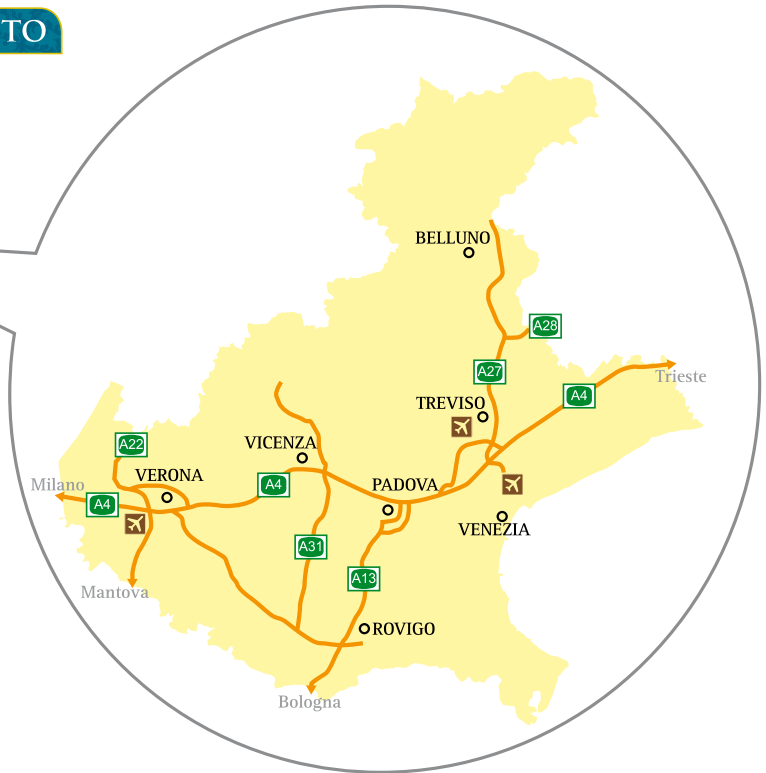 TO
BELLUNO
A28
A27
Trieste
A4
TREVISO
A22
VICENZA
VERONA
Milano
A4
PADOVA
A4
VENEZIA
A31
A13
Mantova
ROVIGO
Bologna